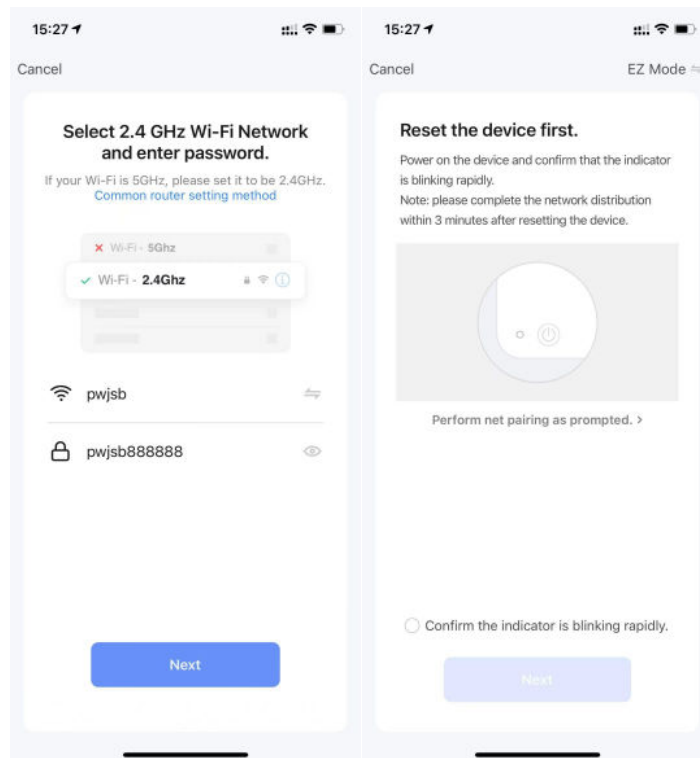 15:27
Cancel
Select 2.4 GHz Wi-Fi Network
and enter password.
If your Wi-Fi is 5GHz, please set it to be 2.4GHz.
Common router setting method
Wi-Fi - 5Ghz
Wi-Fi - 2.4Ghz
pwjsb
pwjsb888888
Next
15:27
Cancel
EZ Mode
Reset the device first.
Power on the device and confirm that the indicator
is blinking rapidly.
Note: please complete the network distribution
within 3 minutes after resetting the device.
Perform net pairing as prompted. >
Confirm the indicator is blinking rapidly.
Next